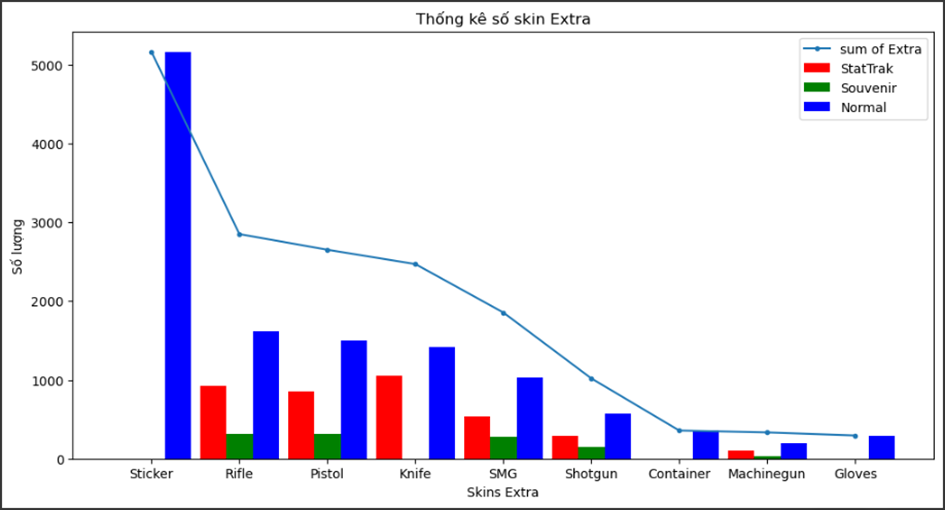 Thống kê số skin Extra
sum of Extra
StatTrak
Souvenir
Normal
5000
4000
3000
2000
1000
0
Số lượng
Sticker Rifle Pistol Knife SMG Shotgun Container Machinegun Gloves
Skins Extra